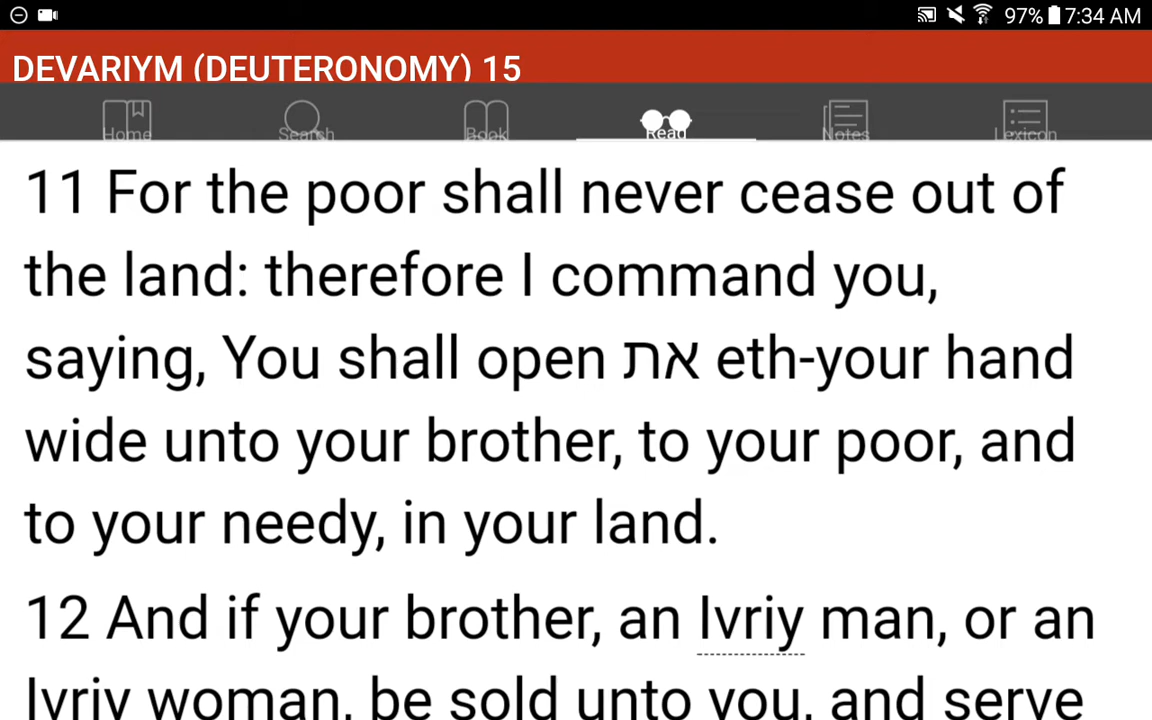 97% 7:34 AM
DEVARIYM (DEUTERONOMY) 15
Home Search Book Read Notes Lexicon
11 For the poor shall never cease out of
the land: therefore I command you,
saying, You shall open את eth-your hand
wide unto your brother, to your poor, and
to your needy, in your land.
12 And if your brother, an Ivriy man, or an
Ivriy woman, be sold unto you, and serve